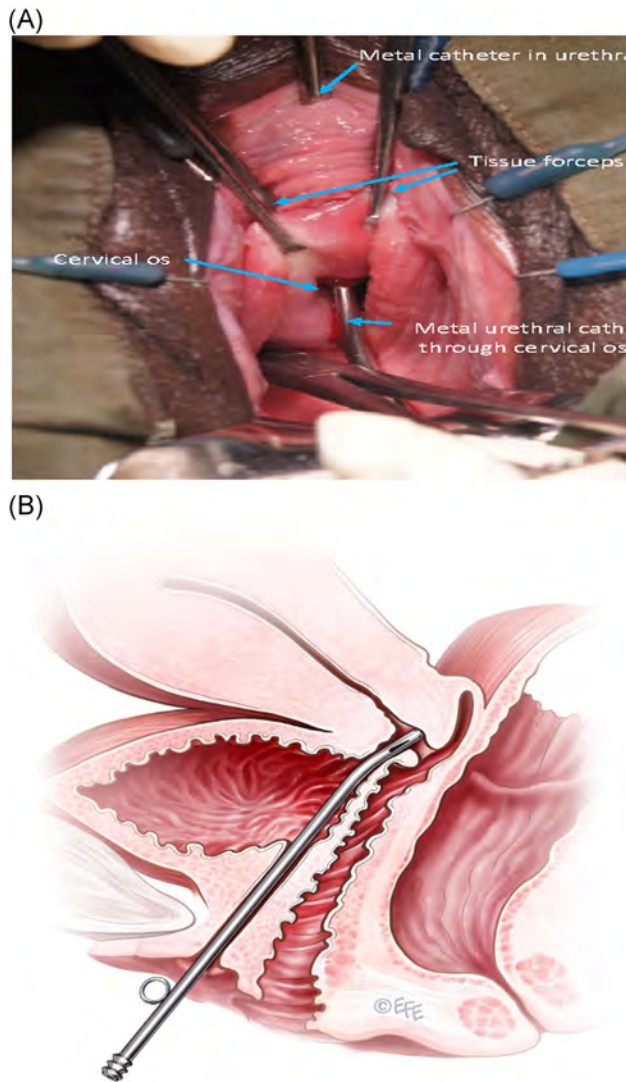 (A)
Metal catheter in urethra
Tissue forceps
Cervical os
Metal urethral cath
through cervical os
(B)
©EFE